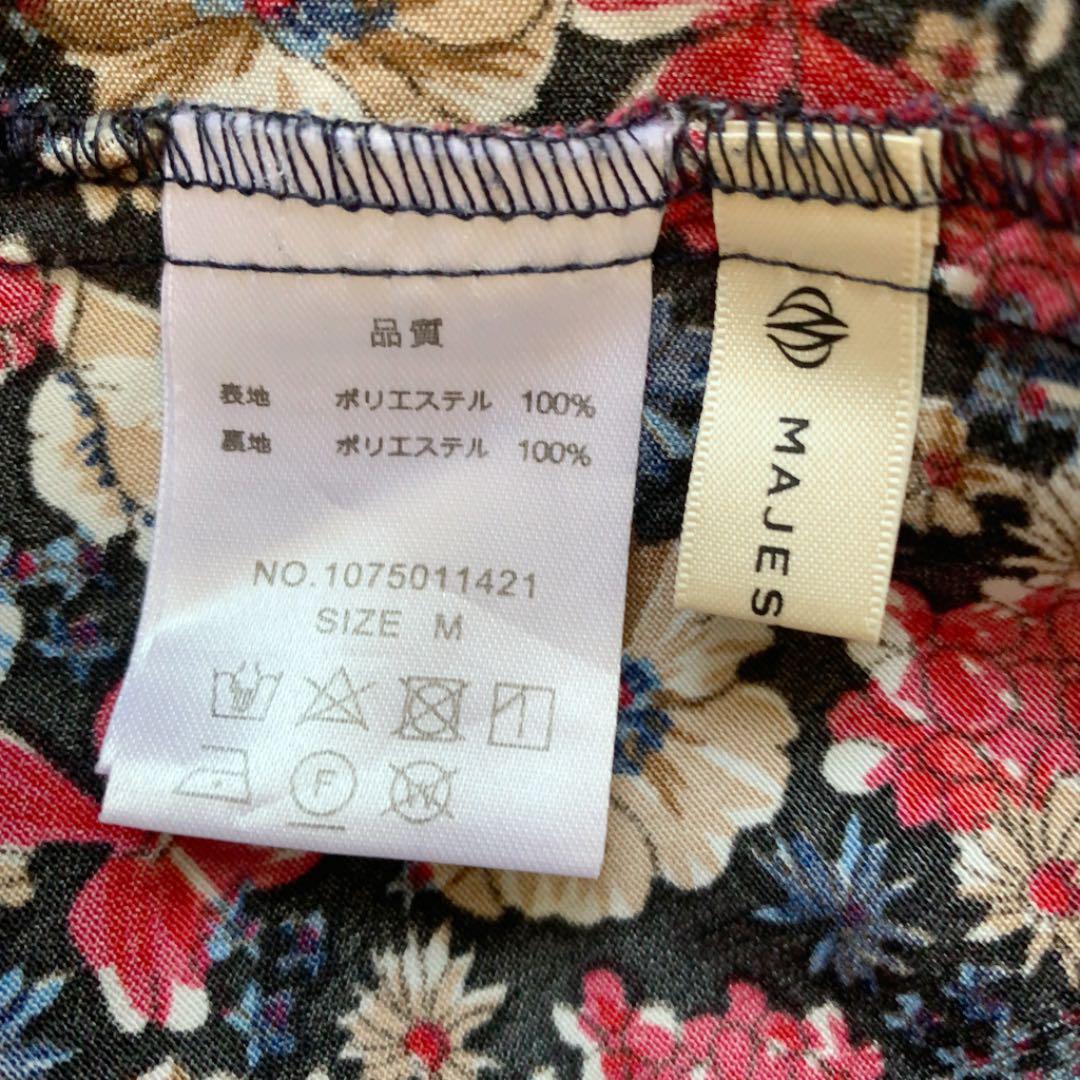 品質
表地 ポリエステル 100%
裏地 ポリエステル 100%
NO.1075011421
SIZE M
F
W
MAJES